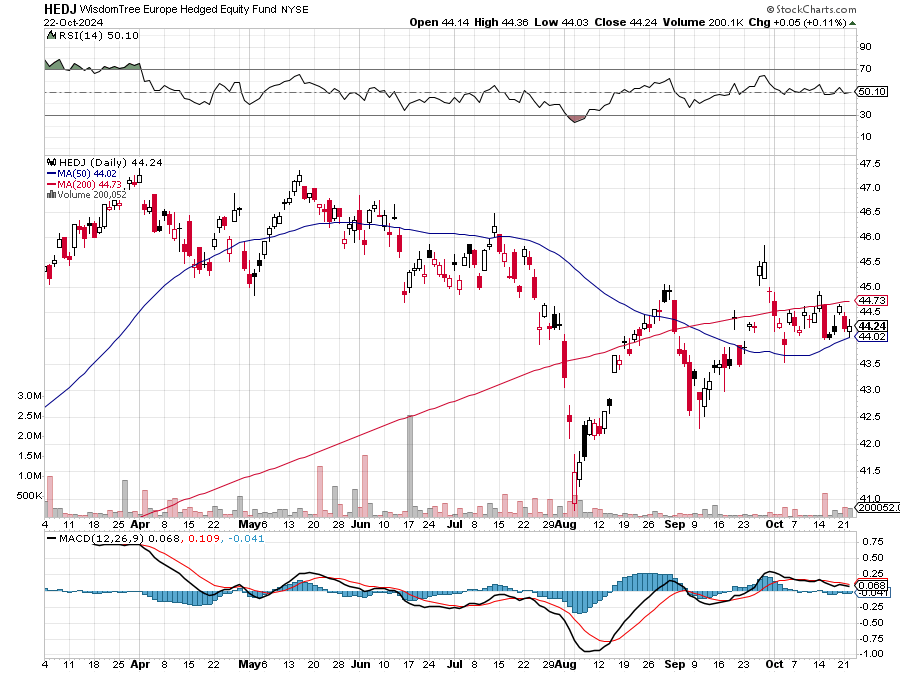 HEDJ WisdomTree Europe Hedged Equity Fund NYSE
© StockCharts.com
22-Oct-2024
Open 44.14 High 44.36 Low 44.03 Close 44.24 Volume 200.1K Chg +0.05 (+0.11%)
RSI(14) 50.10
90
70
50.10
30
10
HEDJ (Daily) 44.24
MA(50) 44.02
MA(200) 44.73
Volume 200,052
47.5
47.0
46.5
46.0
45.5
45.0
44.73
44.5
44.24
44.02
43.5
43.0
42.5
42.0
41.5
41.0
200052.0
3.0M
2.5M
2.0M
1.5M
1.0M
500K
4 11 18 25 Apr 8 15 22 May 6 13 20 28 Jun 10 17 24 Jul 8 15 22 29 Aug 12 19 26 Sep 9 16 23 Oct 7 14 21
MACD(12,26,9) 0.068, 0.109, -0.041
0.75
0.50
0.25
0.068
-0.041
-0.25
-0.50
-0.75
-1.00
4 11 18 25 Apr 8 15 22 May 6 13 20 28 Jun 10 17 24 Jul 8 15 22 29 Aug 12 19 26 Sep 9 16 23 Oct 7 14 21